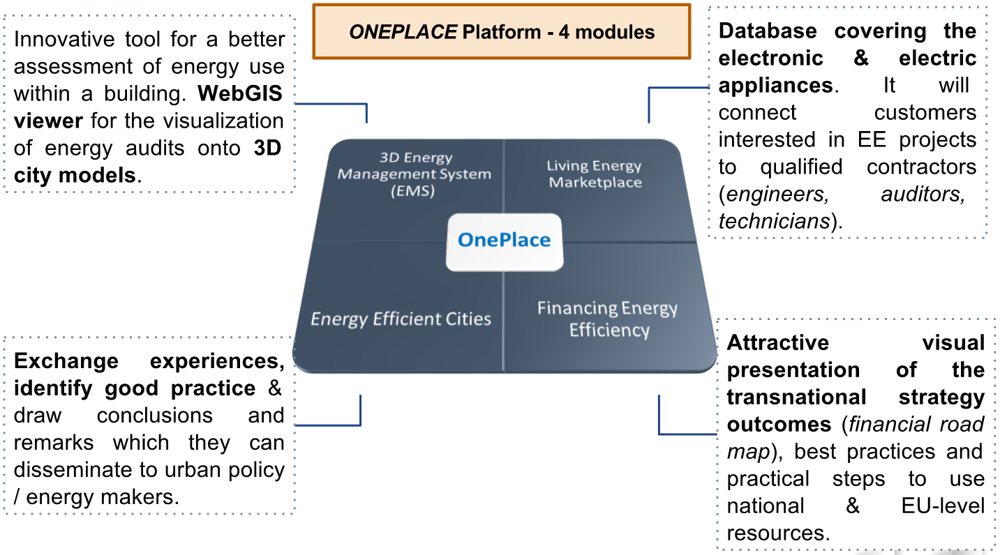 ONEPLACE Platform - 4 modules
Innovative tool for a better
assessment of energy use
within a building. WebGIS
viewer for the visualization
of energy audits onto 3D
city models.
Database covering the
electronic & electric
appliances. It will
connect customers
interested in EE projects
to qualified contractors
(engineers, auditors,
technicians).
3D Energy
Management System
(EMS)
Living Energy
Marketplace
OnePlace
Energy Efficient Cities
Financing Energy
Efficiency
Exchange experiences,
identify good practice &
draw conclusions and
remarks which they can
disseminate to urban policy
/ energy makers.
Attractive visual
presentation of the
transnational strategy
outcomes (financial road
map), best practices and
practical steps to use
national & EU-level
resources.